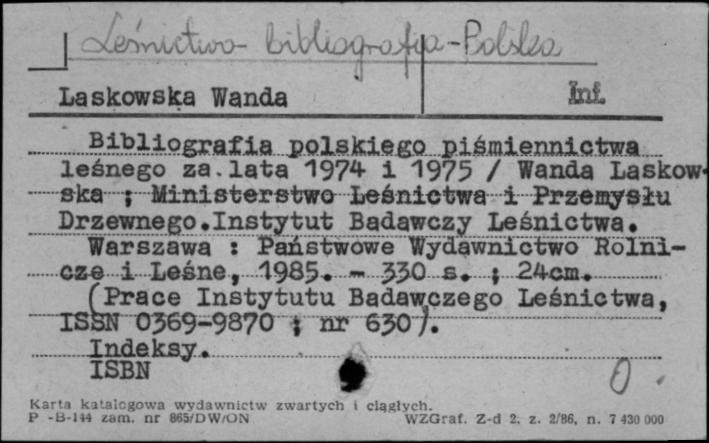 Leśnictwo - bibliografia - Polska
Laskowska Wanda Inf.
Bibliografia polskiego piśmiennictwa
leśnego za lata 1974 i 1975 / Wanda Laskow-
ska ; Ministerstwo Leśnictwa i Przemysłu
Drzewnego.Instytut Badawczy Leśnictwa.
Warszawa : Państwowe Wydawnictwo Rolni-
cze i Leśne, 1985. - 330 s. ; 24cm.
(Prace Instytutu Badawczego Leśnictwa,
ISSN 0369-9870 ; nr 630/.
Indeksy.
ISBN
0
Karta katalogowa wydawnictw zwartych i ciągłych.
P -B-144 zam. nr 865/DW/ON WZGraf. Z-d 2. z. 2/86, n. 7 430 000